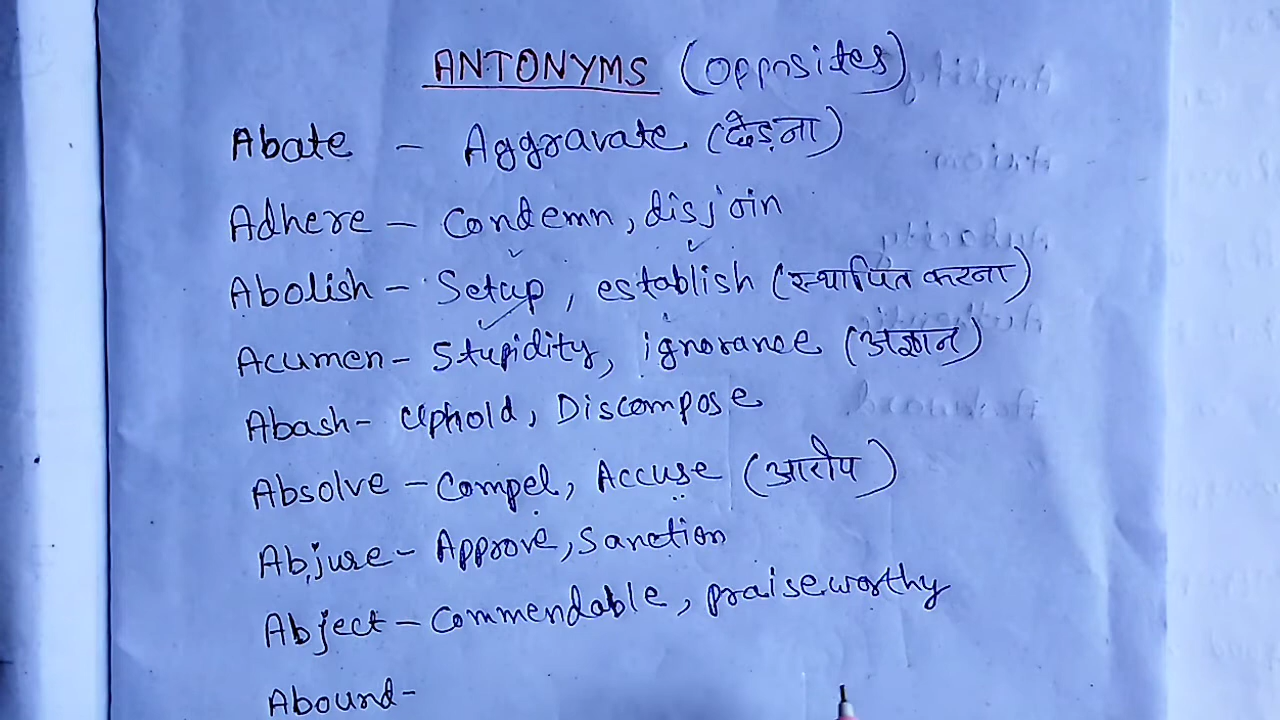 ANTONYMS (Opposites)
Abate - Aggravate (छेड़ना)
Adhere - Condemn, disjoin
Abolish - Setup, establish (स्थापित करना)
Acumen - Stupidity, ignorance (अज्ञान)
Abash - Uphold, Discompose
Absolve - Compel, Accuse (आरोप)
Abjure - Approve, Sanction
Abject - Commendable, praiseworthy
Abound -